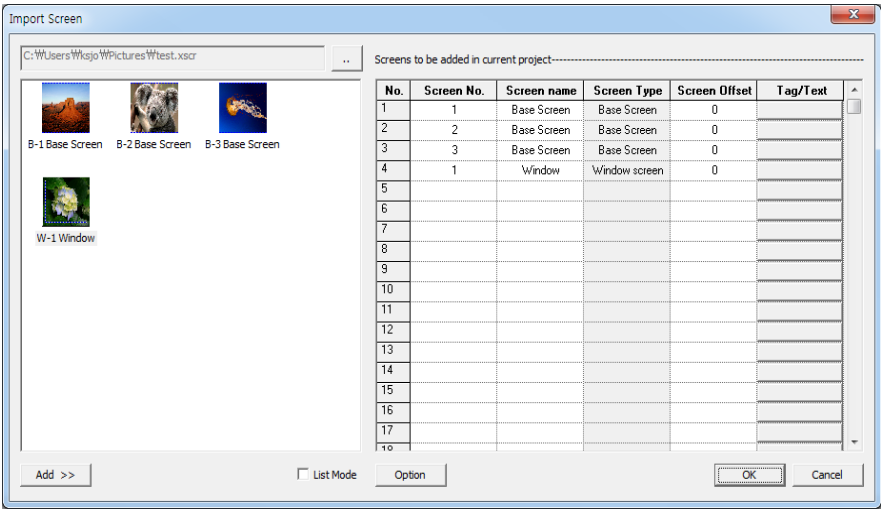 Import Screen
C:₩Users₩ksjo₩Pictures₩test.xscr
..
B-1 Base Screen B-2 Base Screen B-3 Base Screen
W-1 Window
Add >>
List Mode
Screens to be added in current project
No. Screen No. Screen name Screen Type Screen Offset Tag/Text
1 1 Base Screen Base Screen 0
2 2 Base Screen Base Screen 0
3 3 Base Screen Base Screen 0
4 1 Window Window screen 0
5
6
7
8
9
10
11
12
13
14
15
16
17
18
Option
OK
Cancel